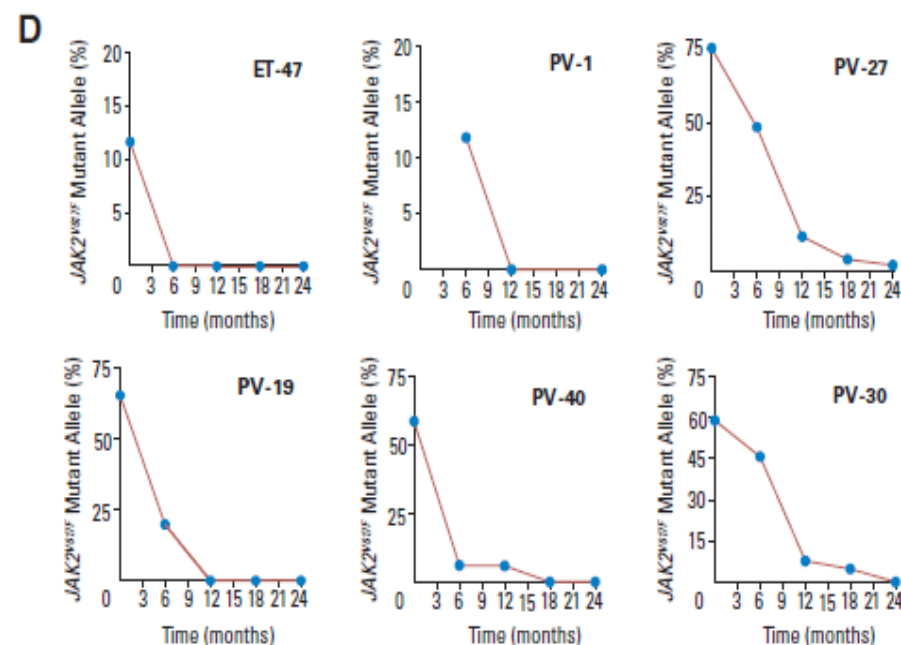 D
ET-47
JAK2V617F Mutant Allele (%)
20
15
10
5
0 3 6 9 12 15 18 21 24
Time (months)
PV-1
JAK2V617F Mutant Allele (%)
20
15
10
5
0 3 6 9 12 15 18 21 24
Time (months)
PV-27
JAK2V617F Mutant Allele (%)
75
50
25
0 3 6 9 12 15 18 21 24
Time (months)
PV-19
JAK2V617F Mutant Allele (%)
75
50
25
0 3 6 9 12 15 18 21 24
Time (months)
PV-40
JAK2V617F Mutant Allele (%)
75
50
25
0 3 6 9 12 15 18 21 24
Time (months)
PV-30
JAK2V617F Mutant Allele (%)
75
60
45
30
15
0 3 6 9 12 15 18 21 24
Time (months)